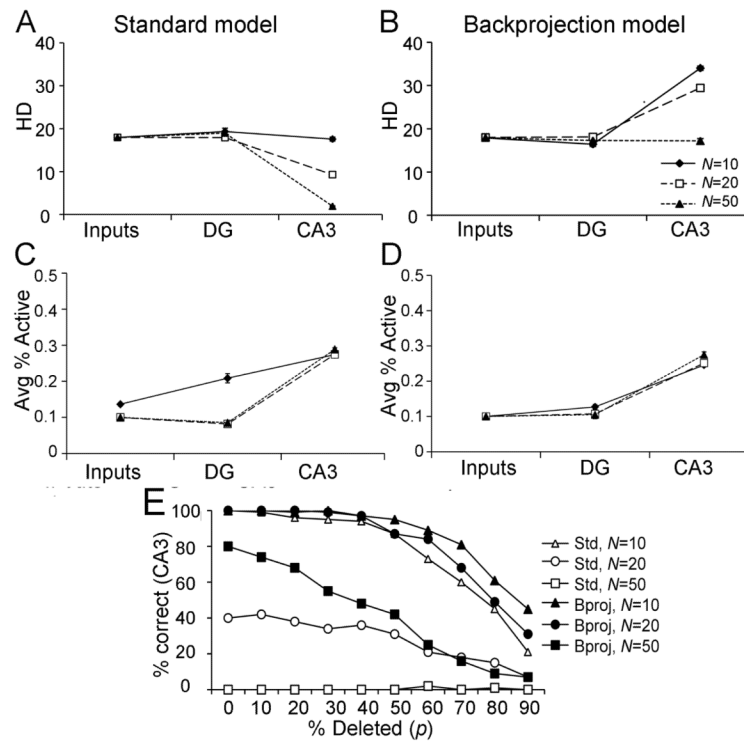 A Standard model
B Backprojection model
HD
40
30
20
10
0
Inputs DG CA3
HD
40
30
20
10
0
Inputs DG CA3
N=10
N=20
N=50
C
D
Avg % Active
0.5
0.4
0.3
0.2
0.1
0
Inputs DG CA3
Avg % Active
0.5
0.4
0.3
0.2
0.1
0
Inputs DG CA3
E
% correct (CA3)
100
80
60
40
20
0
0 10 20 30 40 50 60 70 80 90
% Deleted (p)
Std, N=10
Std, N=20
Std, N=50
Bproj, N=10
Bproj, N=20
Bproj, N=50